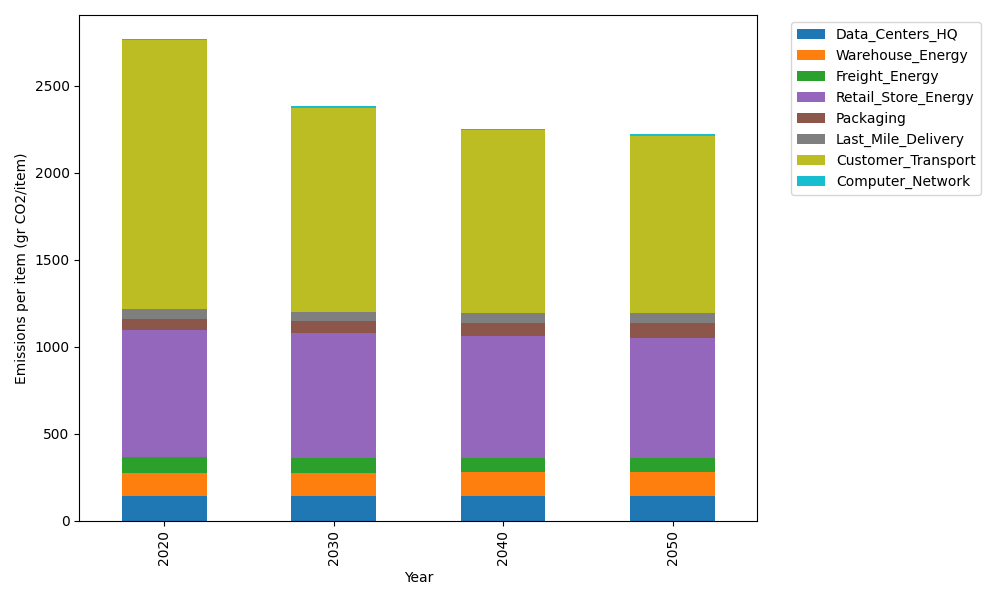 Data_Centers_HQ
Warehouse_Energy
Freight_Energy
Retail_Store_Energy
Packaging
Last_Mile_Delivery
Customer_Transport
Computer_Network
Emissions per item (gr CO2/item)
2500
2000
1500
1000
500
0
2020
2030
2040
2050
Year